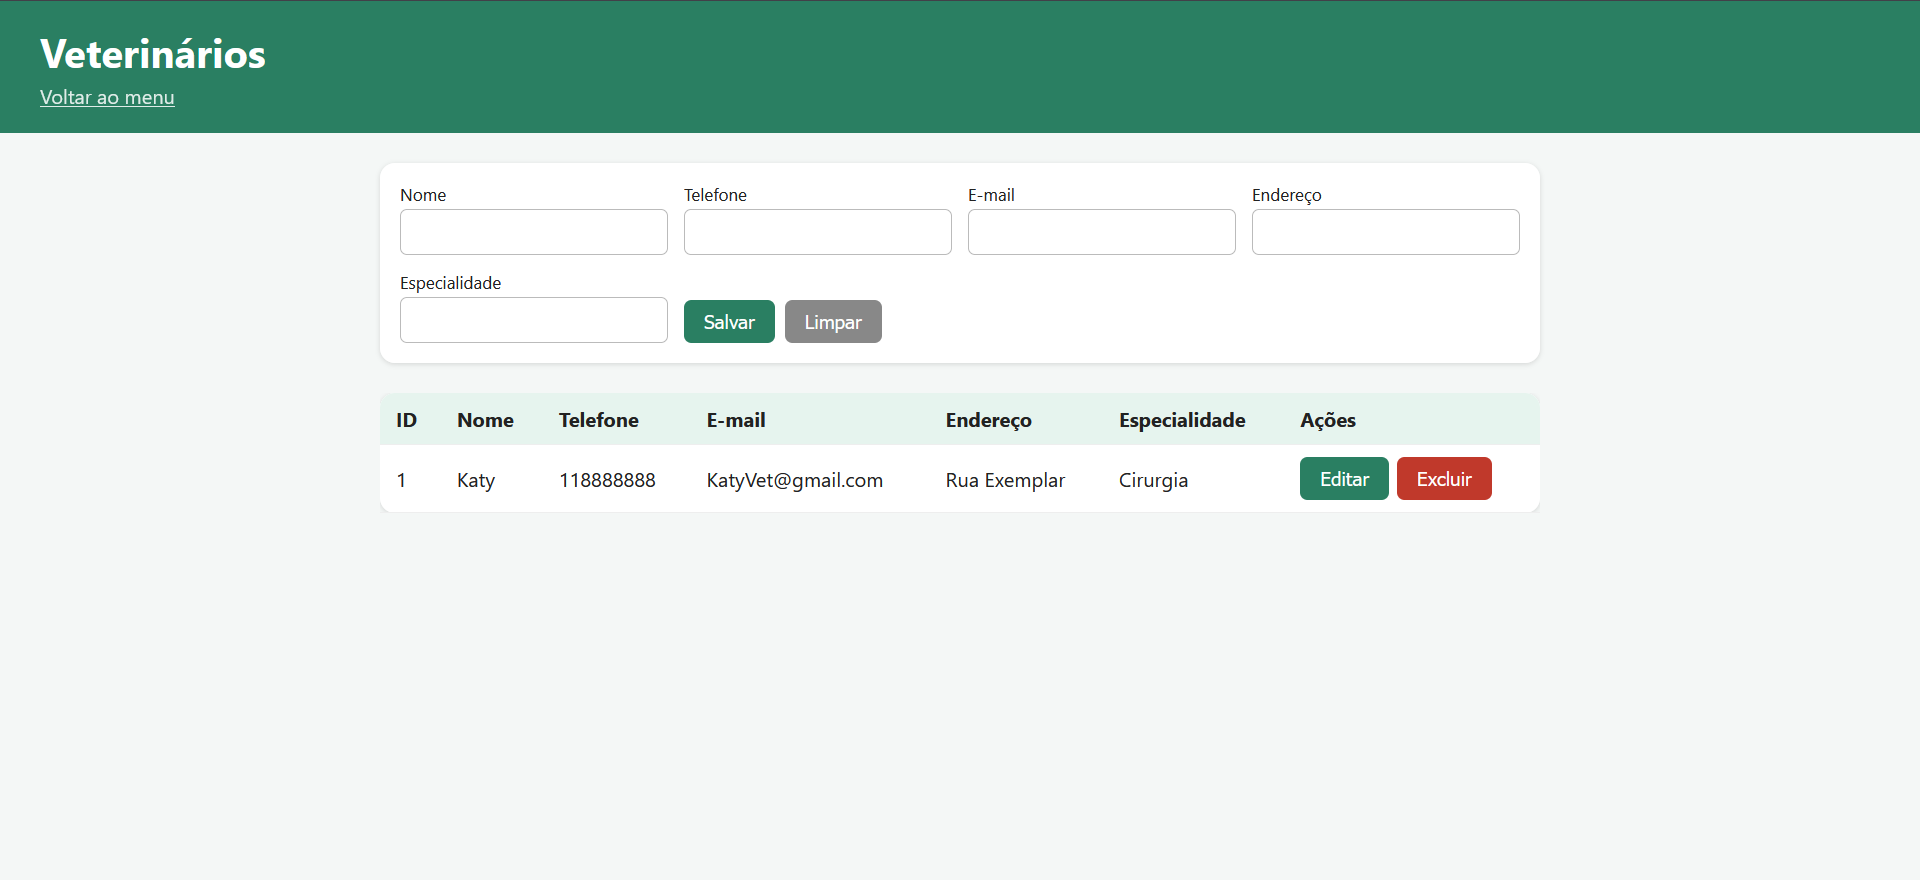 Veterinários
Voltar ao menu
Nome Telefone E-mail Endereço
Especialidade
Salvar Limpar
ID Nome Telefone E-mail Endereço Especialidade Ações
1 Katy 118888888 KatyVet@gmail.com Rua Exemplar Cirurgia Editar Excluir